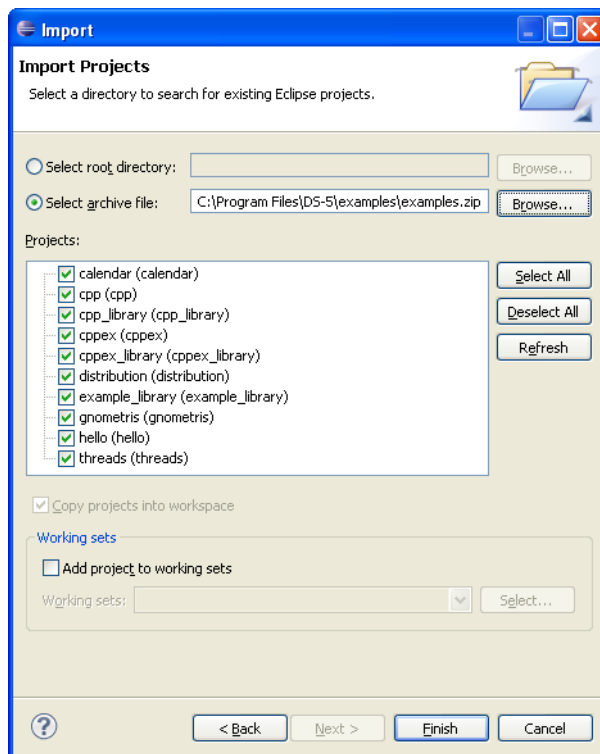 Import
Import Projects
Select a directory to search for existing Eclipse projects.
Select root directory:
Browse...
Select archive file: C:\Program Files\DS-5\examples\examples.zip Browse...
Projects:
calendar (calendar)
cpp (cpp)
cpp_library (cpp_library)
cppex (cppex)
cppex_library (cppex_library)
distribution (distribution)
example_library (example_library)
gnometris (gnometris)
hello (hello)
threads (threads)
Select All
Deselect All
Refresh
Copy projects into workspace
Working sets
Add project to working sets
Working sets: Select...
? < Back Next > Finish Cancel